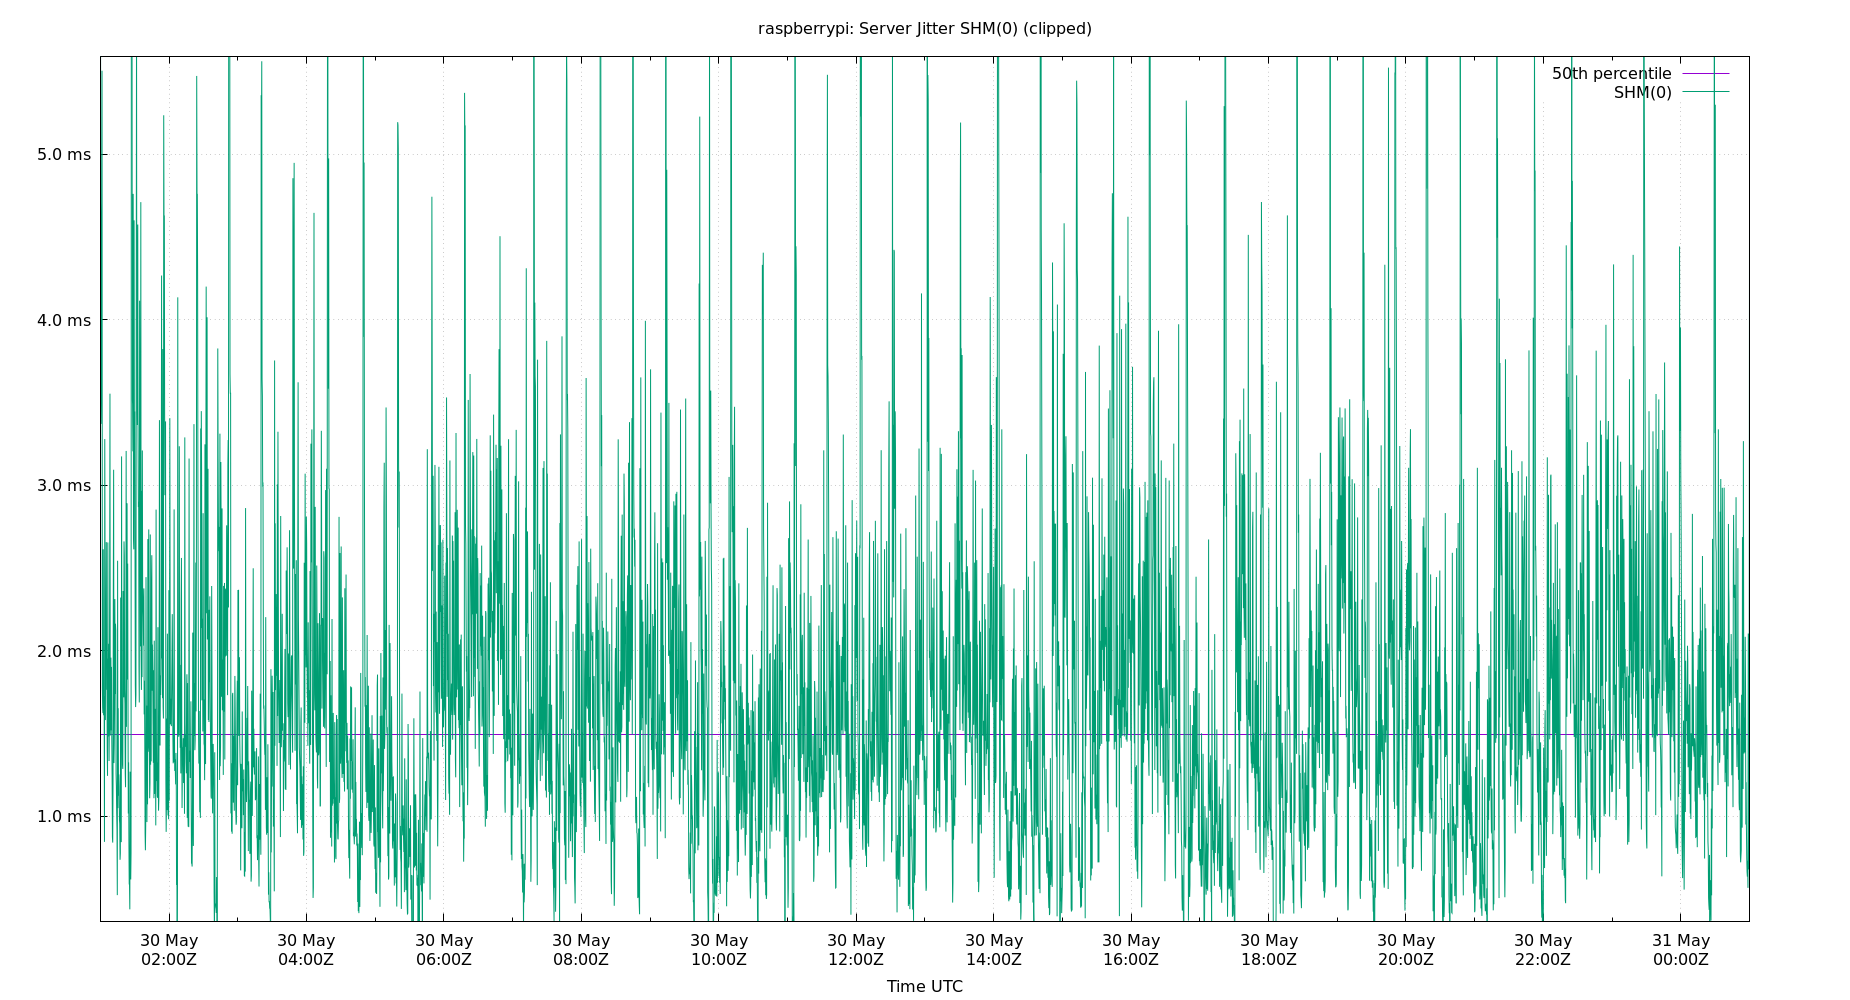 raspberrypi: Server Jitter SHM(0) (clipped)
50th percentile
SHM(0)
5.0 ms
4.0 ms
3.0 ms
2.0 ms
1.0 ms
30 May 30 May 30 May 30 May 30 May 30 May 30 May 30 May 30 May 30 May 30 May 31 May
02:00Z 04:00Z 06:00Z 08:00Z 10:00Z 12:00Z 14:00Z 16:00Z 18:00Z 20:00Z 22:00Z 00:00Z
Time UTC